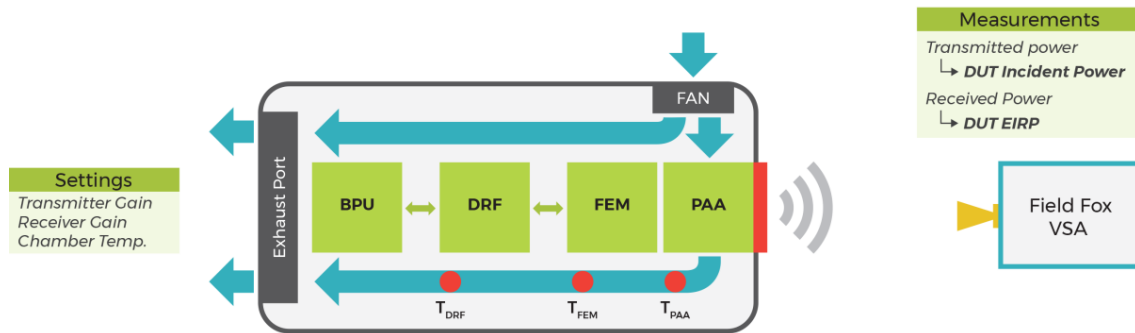 Measurements
Transmitted power
DUT Incident Power
Received Power
DUT EIRP
FAN
Settings
Transmitter Gain
Receiver Gain
Chamber Temp.
Exhaust Port
BPU
DRF
FEM
PAA
Field Fox
VSA
TDRF
TFEM
TPAA